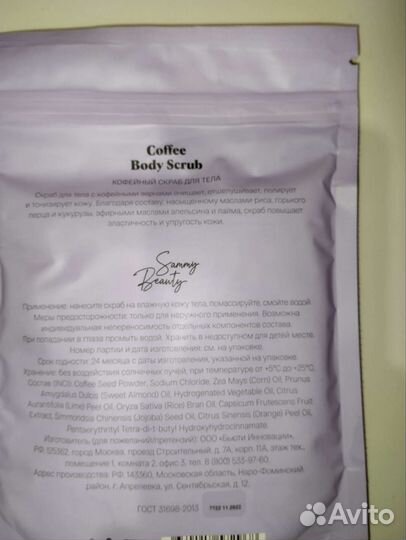 Coffee
Body Scrub
КОФЕЙНЫЙ СКРАБ ДЛЯ ТЕЛА
Скраб для тела с кофейными зернами очищает, отшелушивает, полирует
и тонизирует кожу. Благодаря составу, насыщенному маслами риса, горького
перца и кукурузы, эфирными маслами апельсина и лайма, скраб повышает
эластичность и упругость кожи.
Sammy
Beauty
Применение: нанесите скраб на влажную кожу тела, помассируйте, смойте водой.
Меры предосторожности: только для наружного применения. Возможна
индивидуальная непереносимость отдельных компонентов состава.
При попадании в глаза промыть водой. Хранить в недоступном для детей месте.
Номер партии и дата изготовления: см. на упаковке.
Срок годности: 24 месяца с даты изготовления, указанной на упаковке.
Хранение: без воздействия солнечных лучей, при температуре от +5°C до +25°C.
Состав (INCI): Coffee Seed Powder, Sodium Chloride, Zea Mays (Corn) Oil, Prunus
Amygdalus Dulcis (Sweet Almond) Oil, Hydrogenated Vegetable Oil, Citrus
Aurantifolia (Lime) Peel Oil, Oryza Sativa (Rice) Bran Oil, Capsicum Frutescens Fruit
Extract, Simmondsia Chinensis (Jojoba) Seed Oil, Citrus Sinensis (Orange) Peel Oil,
Pentaerythrityl Tetra-di-t-butyl Hydroxyhydrocinnamate.
Изготовитель (для пожеланий/претензий): ООО «Бьюти Инновации»,
РФ, 125362, город Москва, проезд Строительный, д. 7А, корп. 11А, этаж тех.,
помещение 1, комната 2, офис 3, тел. 8 (800) 533-97-60.
Адрес производства: РФ, 143360, Московская область, Наро-Фоминский
район, г. Апрелевка, ул. Сентябрьская, д. 12.
ГОСТ 31698-2013
11.2022
Avito